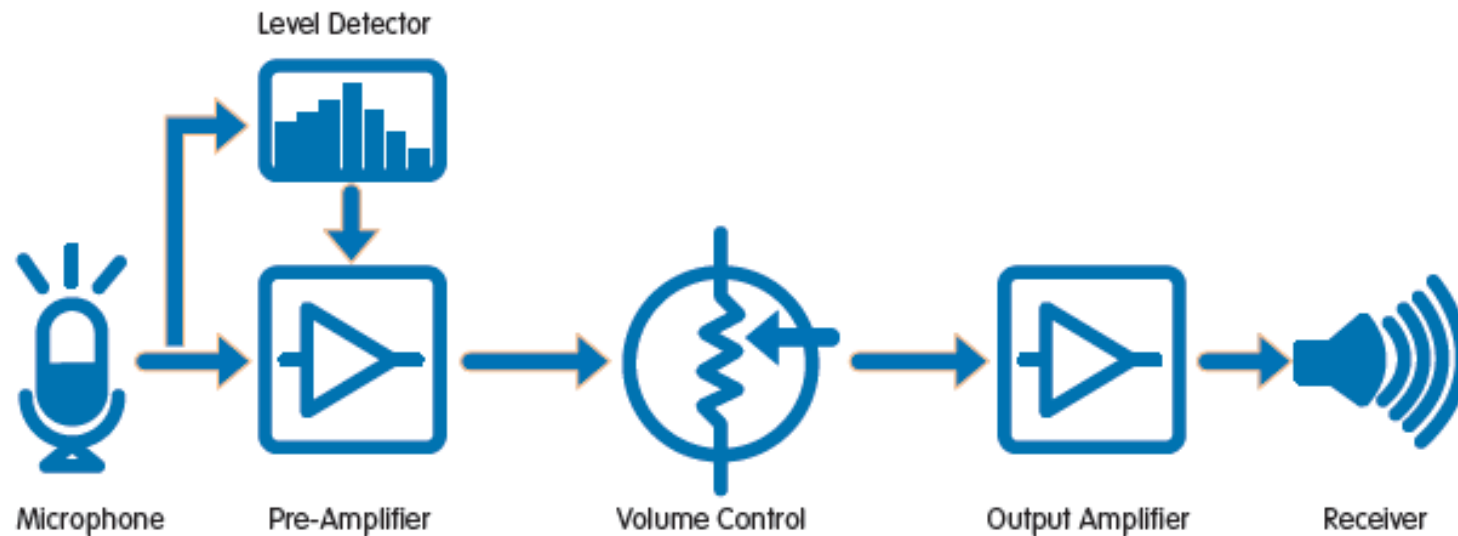 Level Detector
Microphone
Pre-Amplifier
Volume Control
Output Amplifier
Receiver